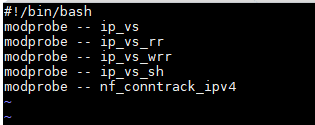 #!/bin/bash
modprobe -- ip_vs
modprobe -- ip_vs_rr
modprobe -- ip_vs_wrr
modprobe -- ip_vs_sh
modprobe -- nf_conntrack_ipv4
~
~